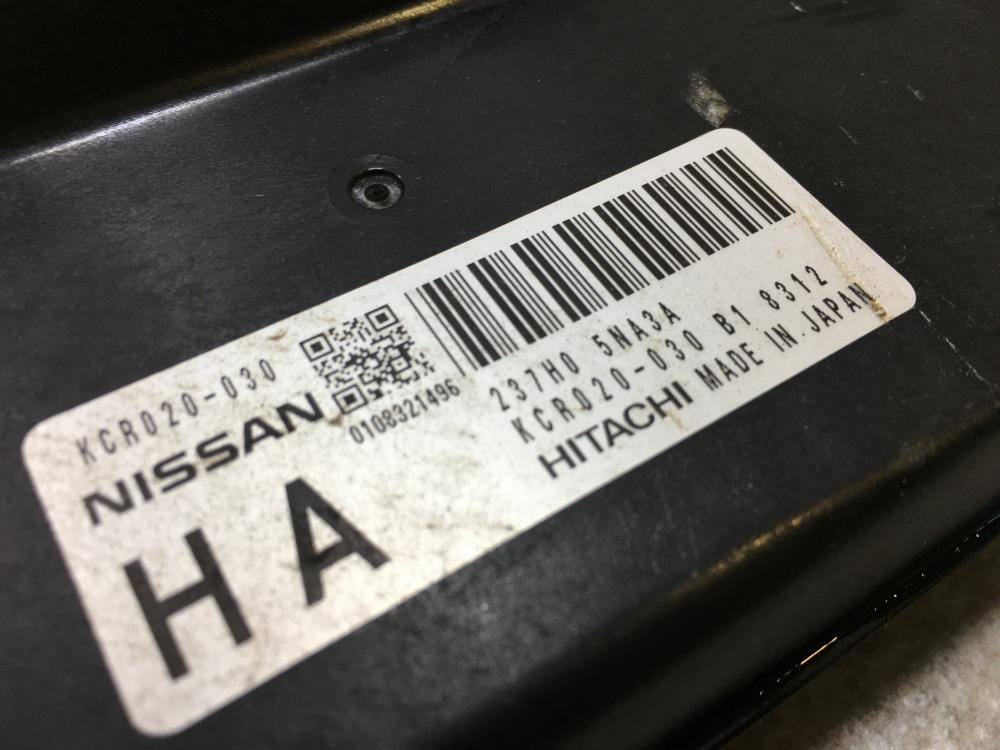 KCR020-030
NISSAN
0108321496
HA
237H0 5NA3A
KCR020-030 B1 8312
HITACHI MADE IN.JAPAN